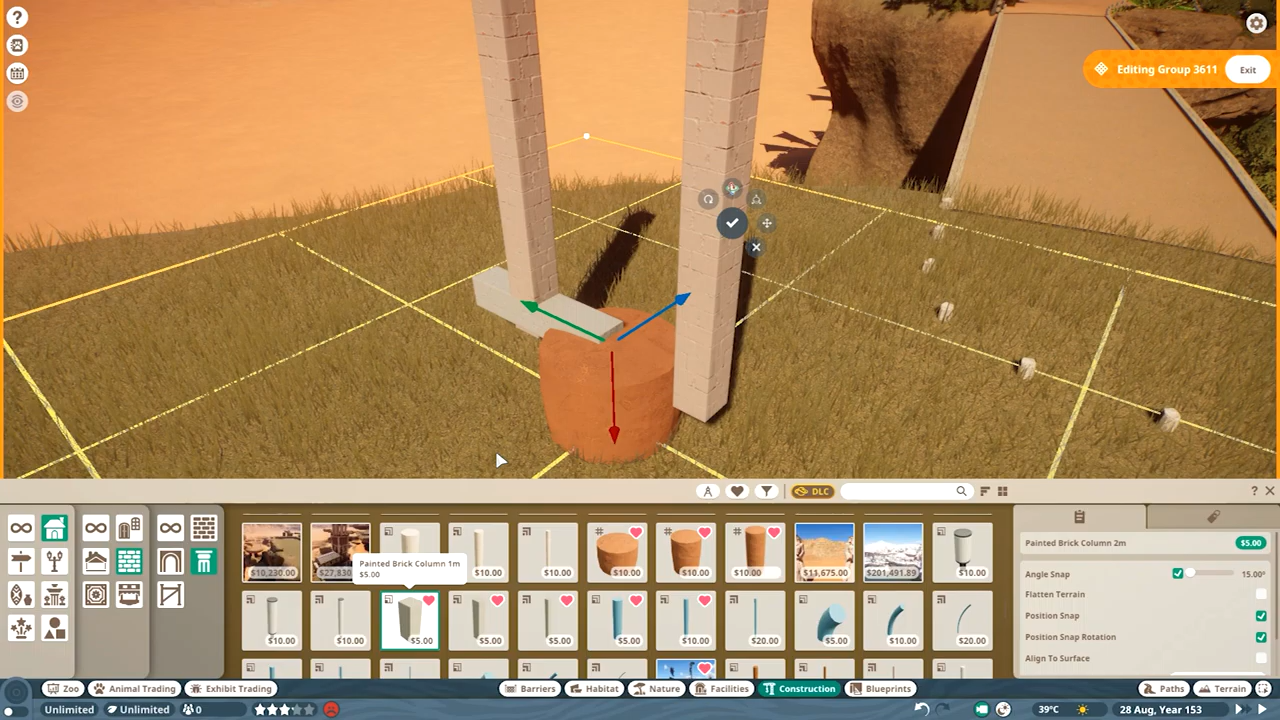 ?
Editing Group 3611
Exit
DLC
? ×
$10,230.00
$27,830
$10.00
$10.00
$10.00
$10.00
$10.00
$11,675.00
$201,491.89
$10.00
Painted Brick Column 1m
$5.00
$10.00
$10.00
$5.00
$5.00
$5.00
$5.00
$10.00
$20.00
$5.00
$10.00
$20.00
Painted Brick Column 2m
$5.00
Angle Snap
15.00°
Flatten Terrain
Position Snap
Position Snap Rotation
Align To Surface
Zoo
Animal Trading
Exhibit Trading
Barriers
Habitat
Nature
Facilities
Construction
Blueprints
Paths
Terrain
Unlimited
Unlimited
0
39°C
28 Aug, Year 153